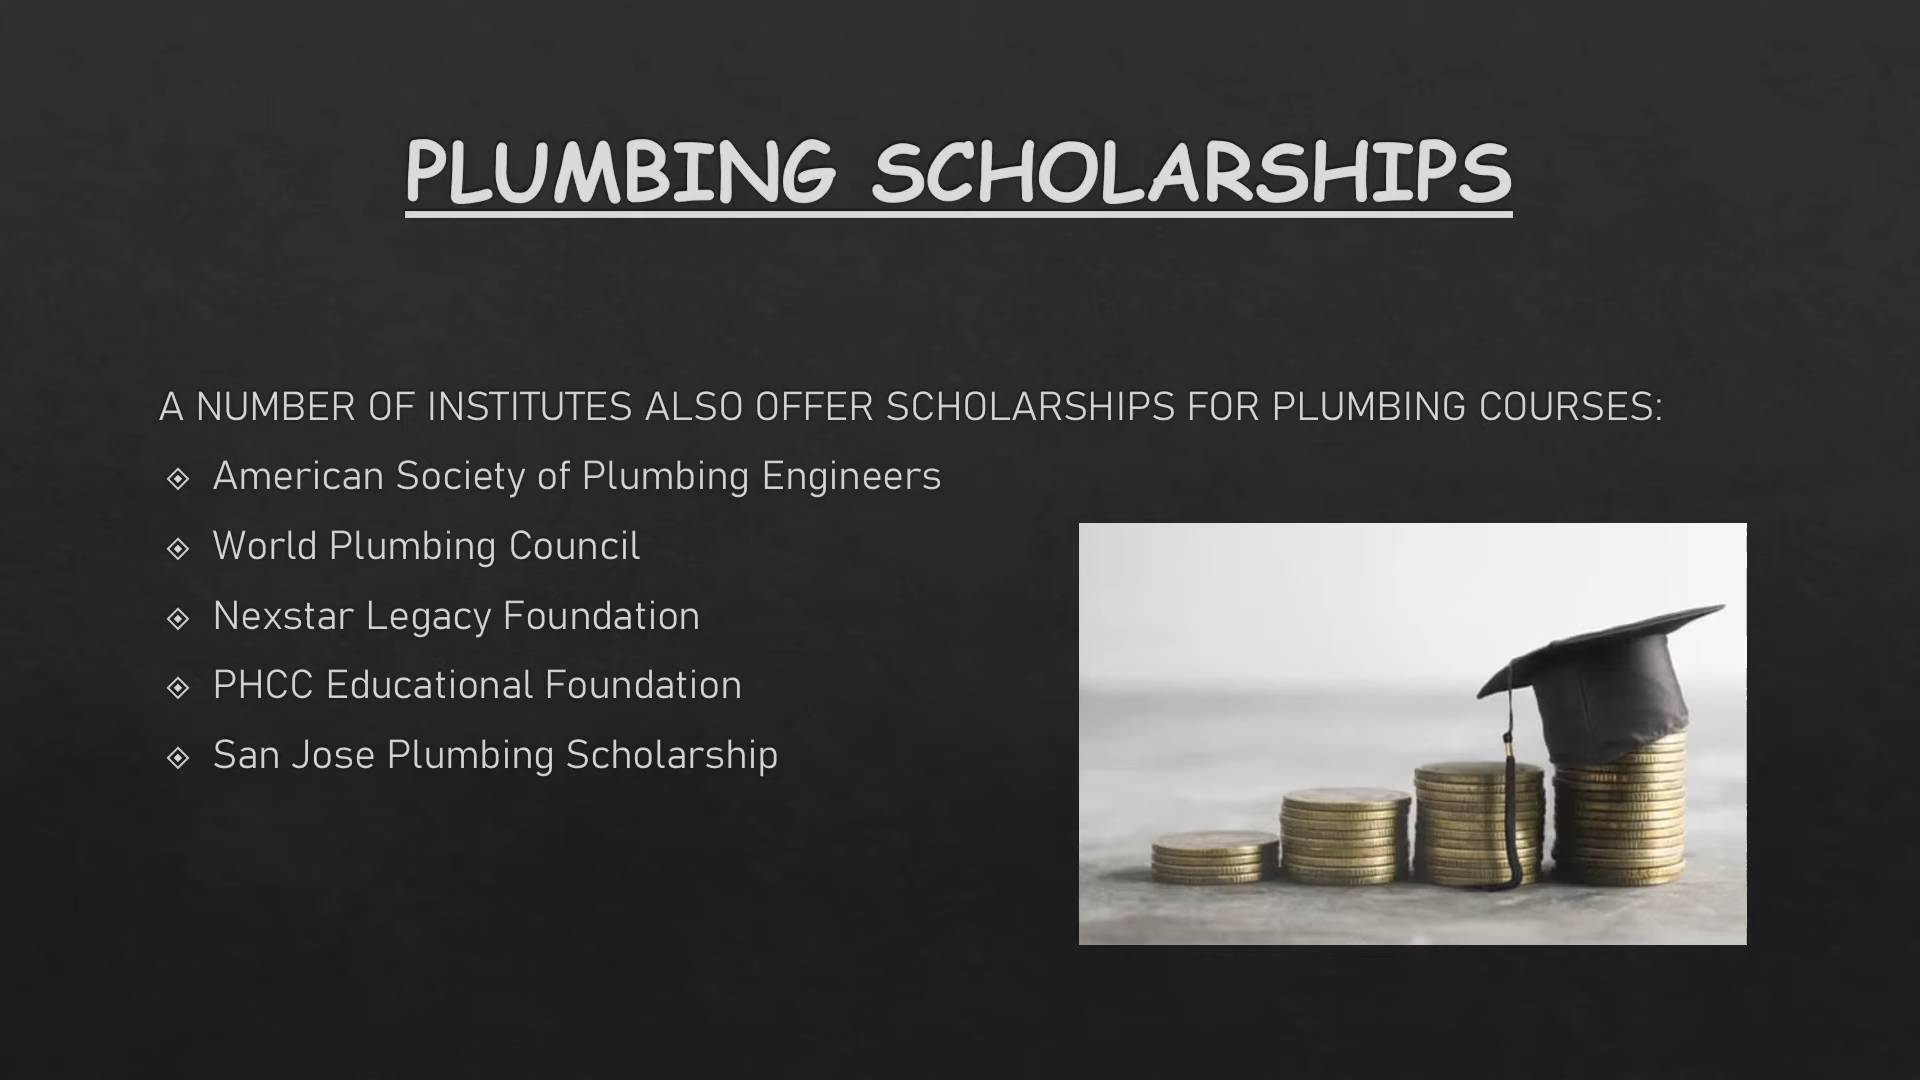 PLUMBING SCHOLARSHIPS
A NUMBER OF INSTITUTES ALSO OFFER SCHOLARSHIPS FOR PLUMBING COURSES:
American Society of Plumbing Engineers
World Plumbing Council
Nexstar Legacy Foundation
PHCC Educational Foundation
San Jose Plumbing Scholarship